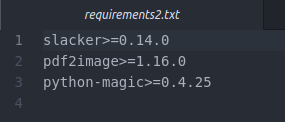 requirements2.txt
1 slacker>=0.14.0
2 pdf2image>=1.16.0
3 python-magic>=0.4.25
4